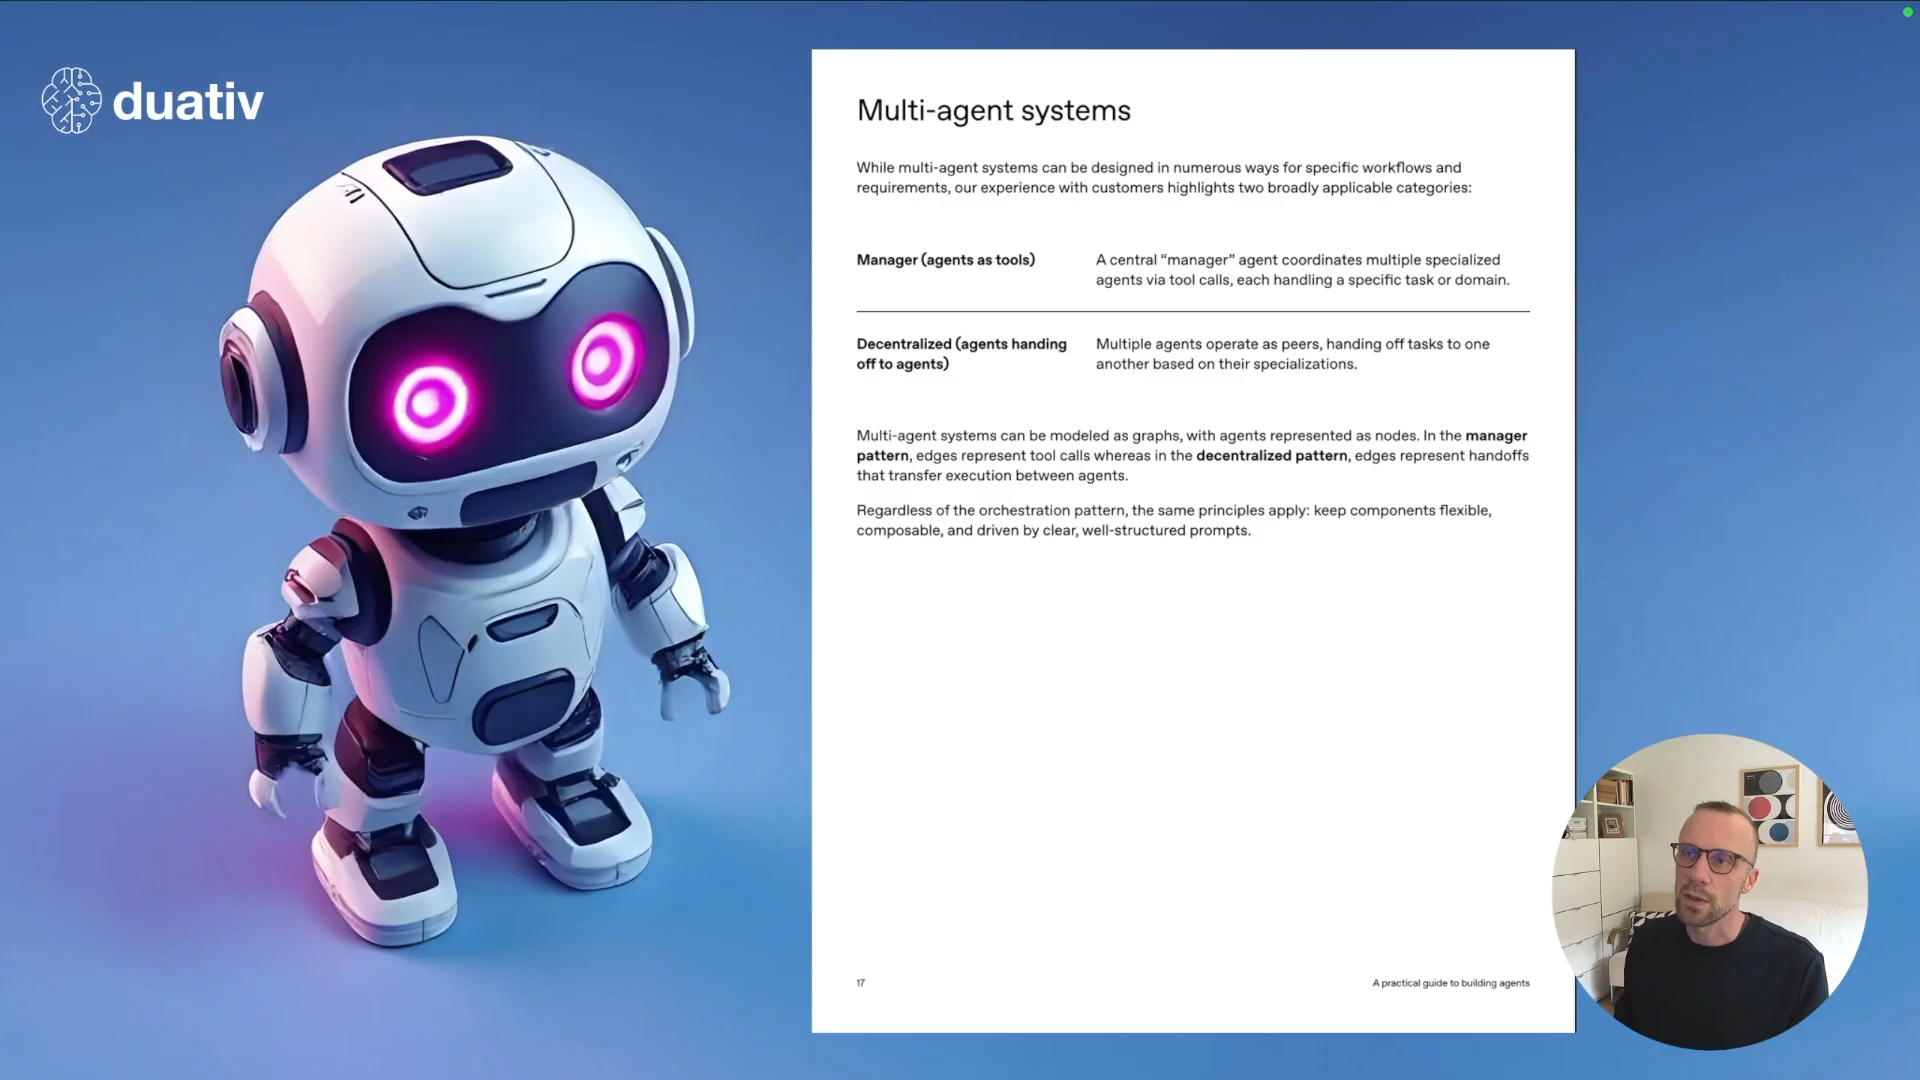 duativ
Multi-agent systems
While multi-agent systems can be designed in numerous ways for specific workflows and
requirements, our experience with customers highlights two broadly applicable categories:
Manager (agents as tools)
A central “manager” agent coordinates multiple specialized
agents via tool calls, each handling a specific task or domain.
Decentralized (agents handing
off to agents)
Multiple agents operate as peers, handing off tasks to one
another based on their specializations.
Multi-agent systems can be modeled as graphs, with agents represented as nodes. In the manager
pattern, edges represent tool calls whereas in the decentralized pattern, edges represent handoffs
that transfer execution between agents.
Regardless of the orchestration pattern, the same principles apply: keep components flexible,
composable, and driven by clear, well-structured prompts.
17
A practical guide to building agents